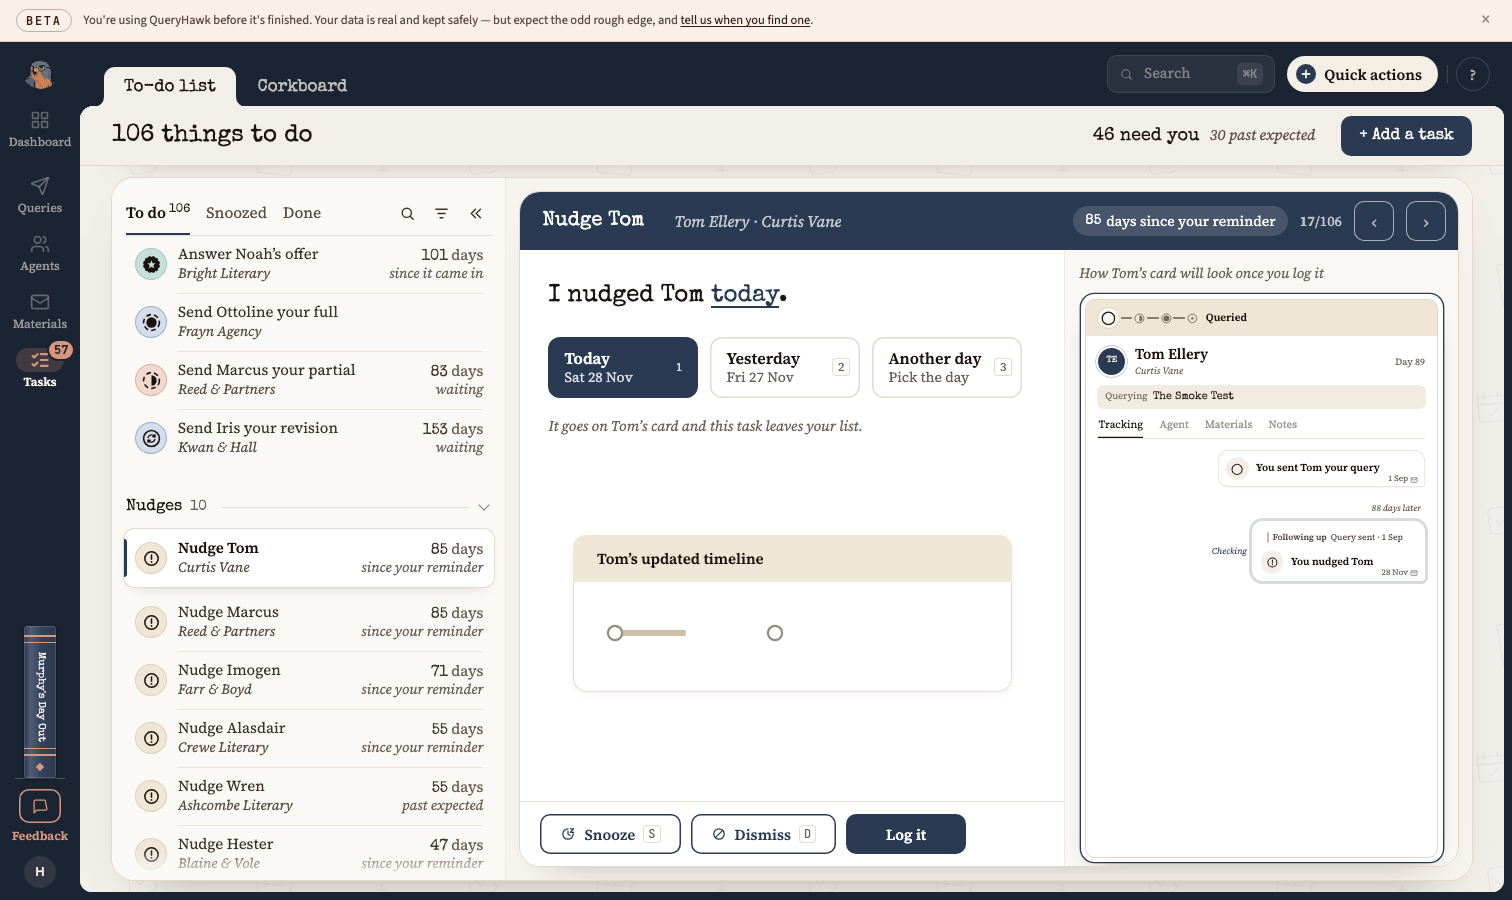 BETA
You're using QueryHawk before it's finished. Your data is real and kept safely — but expect the odd rough edge, and tell us when you find one.
×
To-do list
Corkboard
Search
⌘K
+ Quick actions
?
Dashboard
Queries
Agents
Materials
57
Tasks
Murphy's Day Out
Feedback
H
106 things to do
46 need you
30 past expected
+ Add a task
To do 106
Snoozed
Done
Answer Noah's offer
101 days
Bright Literary
since it came in
Send Ottoline your full
Frayn Agency
Send Marcus your partial
83 days
Reed & Partners
waiting
Send Iris your revision
153 days
Kwan & Hall
waiting
Nudges 10
Nudge Tom
85 days
Curtis Vane
since your reminder
Nudge Marcus
85 days
Reed & Partners
since your reminder
Nudge Imogen
71 days
Farr & Boyd
since your reminder
Nudge Alasdair
55 days
Crewe Literary
since your reminder
Nudge Wren
55 days
Ashcombe Literary
past expected
Nudge Hester
47 days
Blaine & Vole
since your reminder
Nudge Tom
Tom Ellery · Curtis Vane
85 days since your reminder
17/106
I nudged Tom today.
Today
Sat 28 Nov
1
Yesterday
Fri 27 Nov
2
Another day
Pick the day
3
It goes on Tom's card and this task leaves your list.
Tom's updated timeline
Snooze S
Dismiss D
Log it
How Tom's card will look once you log it
Queried
TE
Tom Ellery
Curtis Vane
Day 89
Querying The Smoke Test
Tracking
Agent
Materials
Notes
You sent Tom your query
1 Sep
88 days later
Checking
Following up Query sent · 1 Sep
You nudged Tom
28 Nov